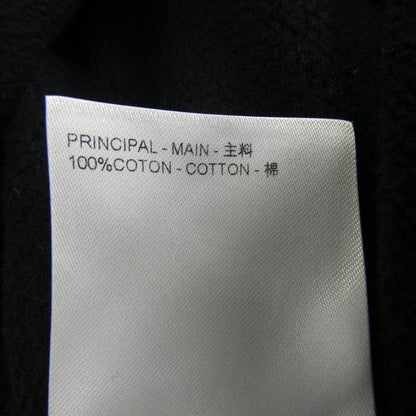 PRINCIPAL - MAIN - 主料
100%COTON - COTTON - 棉